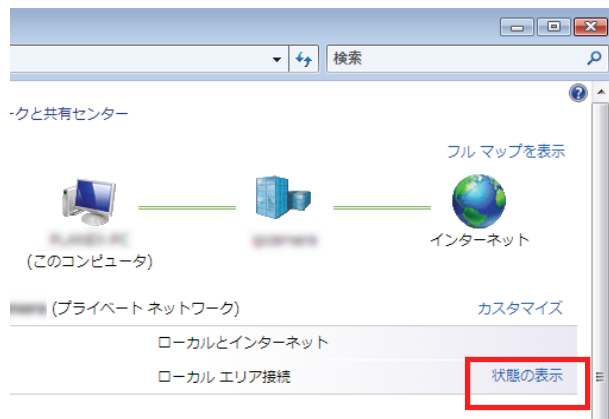 検索
ークと共有センター
フル マップを表示
インターネット
(このコンピュータ)
(プライベート ネットワーク) カスタマイズ
ローカルとインターネット
ローカル エリア接続 状態の表示